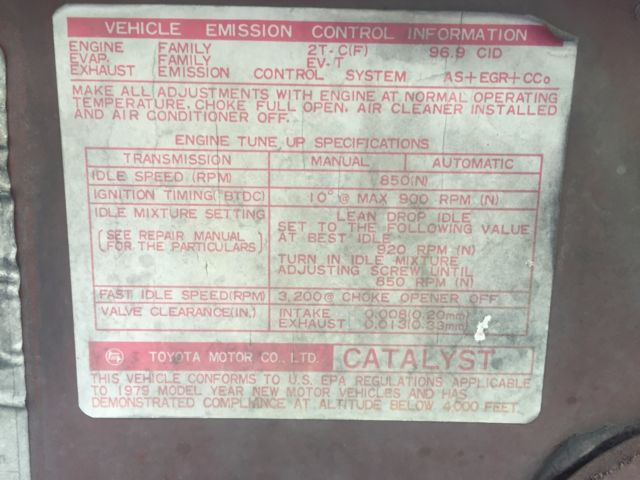 VEHICLE EMISSION CONTROL INFORMATION
ENGINE FAMILY 2T-C(F) 96.9 CID
EVAP. FAMILY EV-T
EXHAUST EMISSION CONTROL SYSTEM AS+EGR+CCo
MAKE ALL ADJUSTMENTS WITH ENGINE AT NORMAL OPERATING
TEMPERATURE, CHOKE FULL OPEN, AIR CLEANER INSTALLED
AND AIR CONDITIONER OFF.
ENGINE TUNE UP SPECIFICATIONS
TRANSMISSION MANUAL AUTOMATIC
IDLE SPEED (RPM) 850(N)
IGNITION TIMING(°BTDC) 10° @ MAX 900 RPM (N)
IDLE MIXTURE SETTING LEAN DROP IDLE
SET TO THE FOLLOWING VALUE
(SEE REPAIR MANUAL AT BEST IDLE
FOR THE PARTICULARS) 820 RPM (N)
TURN IN IDLE MIXTURE
ADJUSTING SCREW UNTIL
850 RPM (N)
FAST IDLE SPEED(RPM) 3,200 @ CHOKE OPENER OFF
VALVE CLEARANCE(IN.) INTAKE 0.008(0.20mm)
EXHAUST 0.013(0.33mm)
TOYOTA MOTOR CO., LTD. CATALYST
THIS VEHICLE CONFORMS TO U.S. EPA REGULATIONS APPLICABLE
TO 1979 MODEL YEAR NEW MOTOR VEHICLES AND HAS
DEMONSTRATED COMPLIANCE AT ALTITUDE BELOW 4,000 FEET.